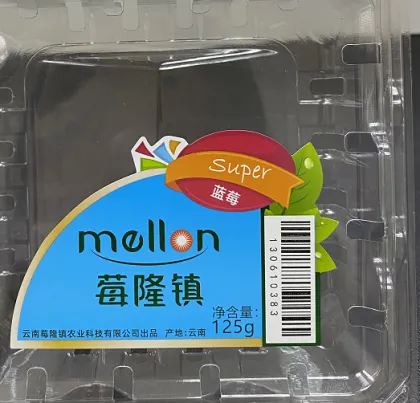 Super
蓝莓
mellon
莓隆镇
净含量:
125g
云南莓隆镇农业科技有限公司出品 产地:云南
130610383